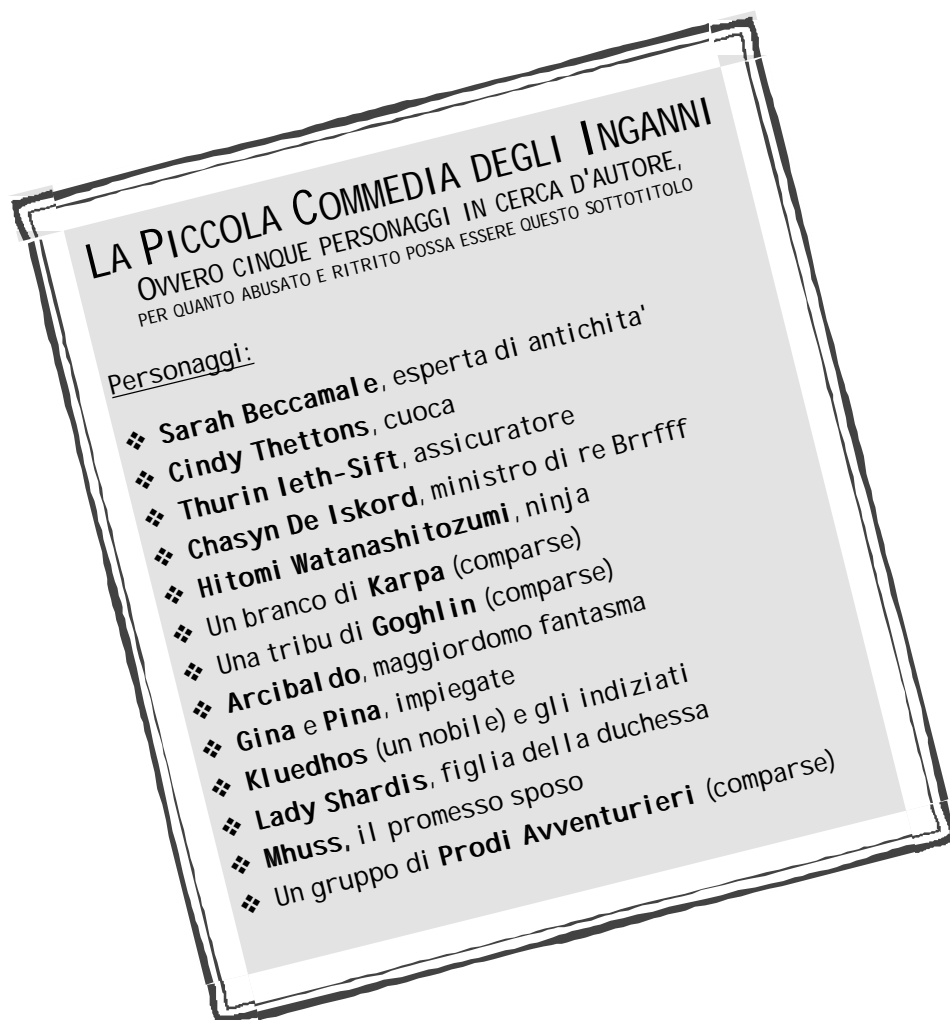 LA PICCOLA COMMEDIA DEGLI INGANNI
OVVERO CINQUE PERSONAGGI IN CERCA D'AUTORE,
PER QUANTO ABUSATO E RITRITO POSSA ESSERE QUESTO SOTTOTITOLO
Personaggi:
❖ Sarah Beccamale, esperta di antichita'
❖ Cindy Thettons, cuoca
❖ Thurin Ieth-Sift, assicuratore
❖ Chasyn De Iskord, ministro di re Brrfff
❖ Hitomi Watanashitozumi, ninja
❖ Un branco di Karpa (comparse)
❖ Una tribu di Goghlin (comparse)
❖ Arcibaldo, maggiordomo fantasma
❖ Gina e Pina, impiegate
❖ Kluedhos (un nobile) e gli indiziati
❖ Lady Shardis, figlia della duchessa
❖ Mhuss, il promesso sposo
❖ Un gruppo di Prodi Avventurieri (comparse)